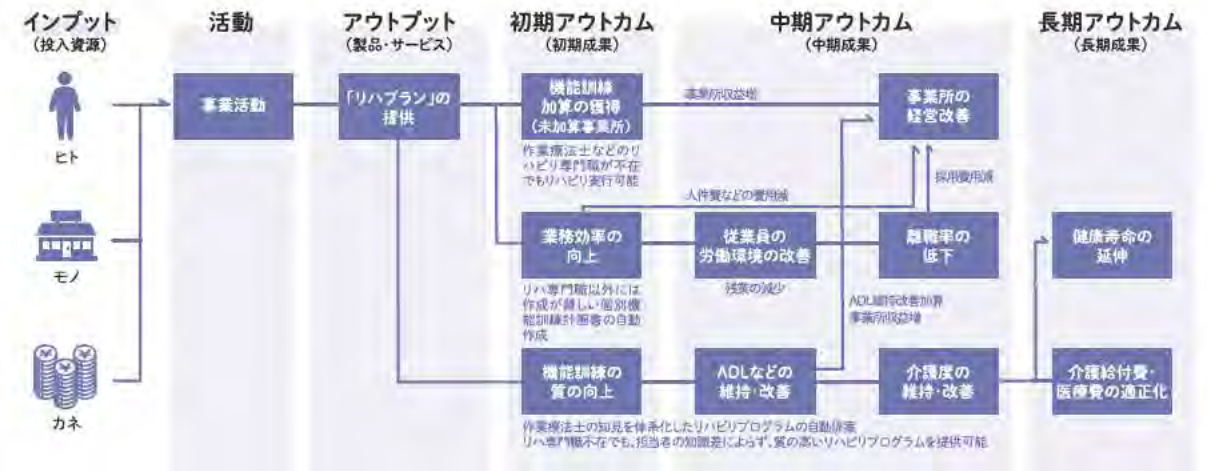 インプット
(投入資源)
活動
アウトプット
(製品・サービス)
初期アウトカム
(初期成果)
中期アウトカム
(中期成果)
長期アウトカム
(長期成果)
ヒト
モノ
カネ
事業活動
「リハプラン」の
提供
機能訓練
加算の獲得
(未加算事業所)
作業療法士などのリ
ハビリ専門職が不在
でもリハビリ実行可能
事業所収益増
事業所の
経営改善
人件費などの費用減
採用費用減
業務効率の
向上
リハ専門職以外には
作成が難しい個別機
能訓練計画書の自動
作成
従業員の
労働環境の改善
残業の減少
離職率の
低下
ADL維持改善加算
事業所収益増
健康寿命の
延伸
機能訓練の
質の向上
ADLなどの
維持・改善
介護度の
維持・改善
介護給付費・
医療費の適正化
作業療法士の知見を体系化したリハビリプログラムの自動提案
リハ専門職不在でも、担当者の知識差によらず、質の高いリハビリプログラムを提供可能